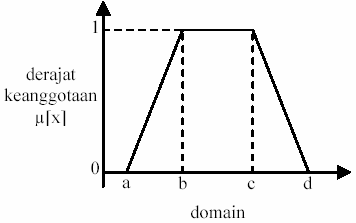 1
derajat
keanggotaan
µ[x]
0
a b c d
domain